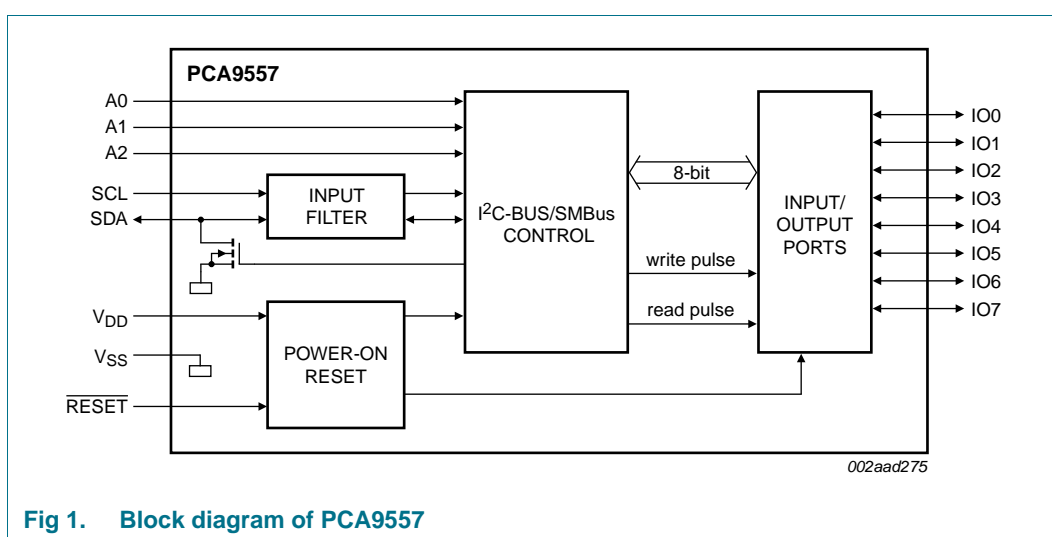 PCA9557
A0
A1
A2
SCL
SDA
INPUT
FILTER
I2C-BUS/SMBus
CONTROL
8-bit
write pulse
read pulse
INPUT/
OUTPUT
PORTS
IO0
IO1
IO2
IO3
IO4
IO5
IO6
IO7
VDD
VSS
RESET
POWER-ON
RESET
002aad275
Fig 1. Block diagram of PCA9557